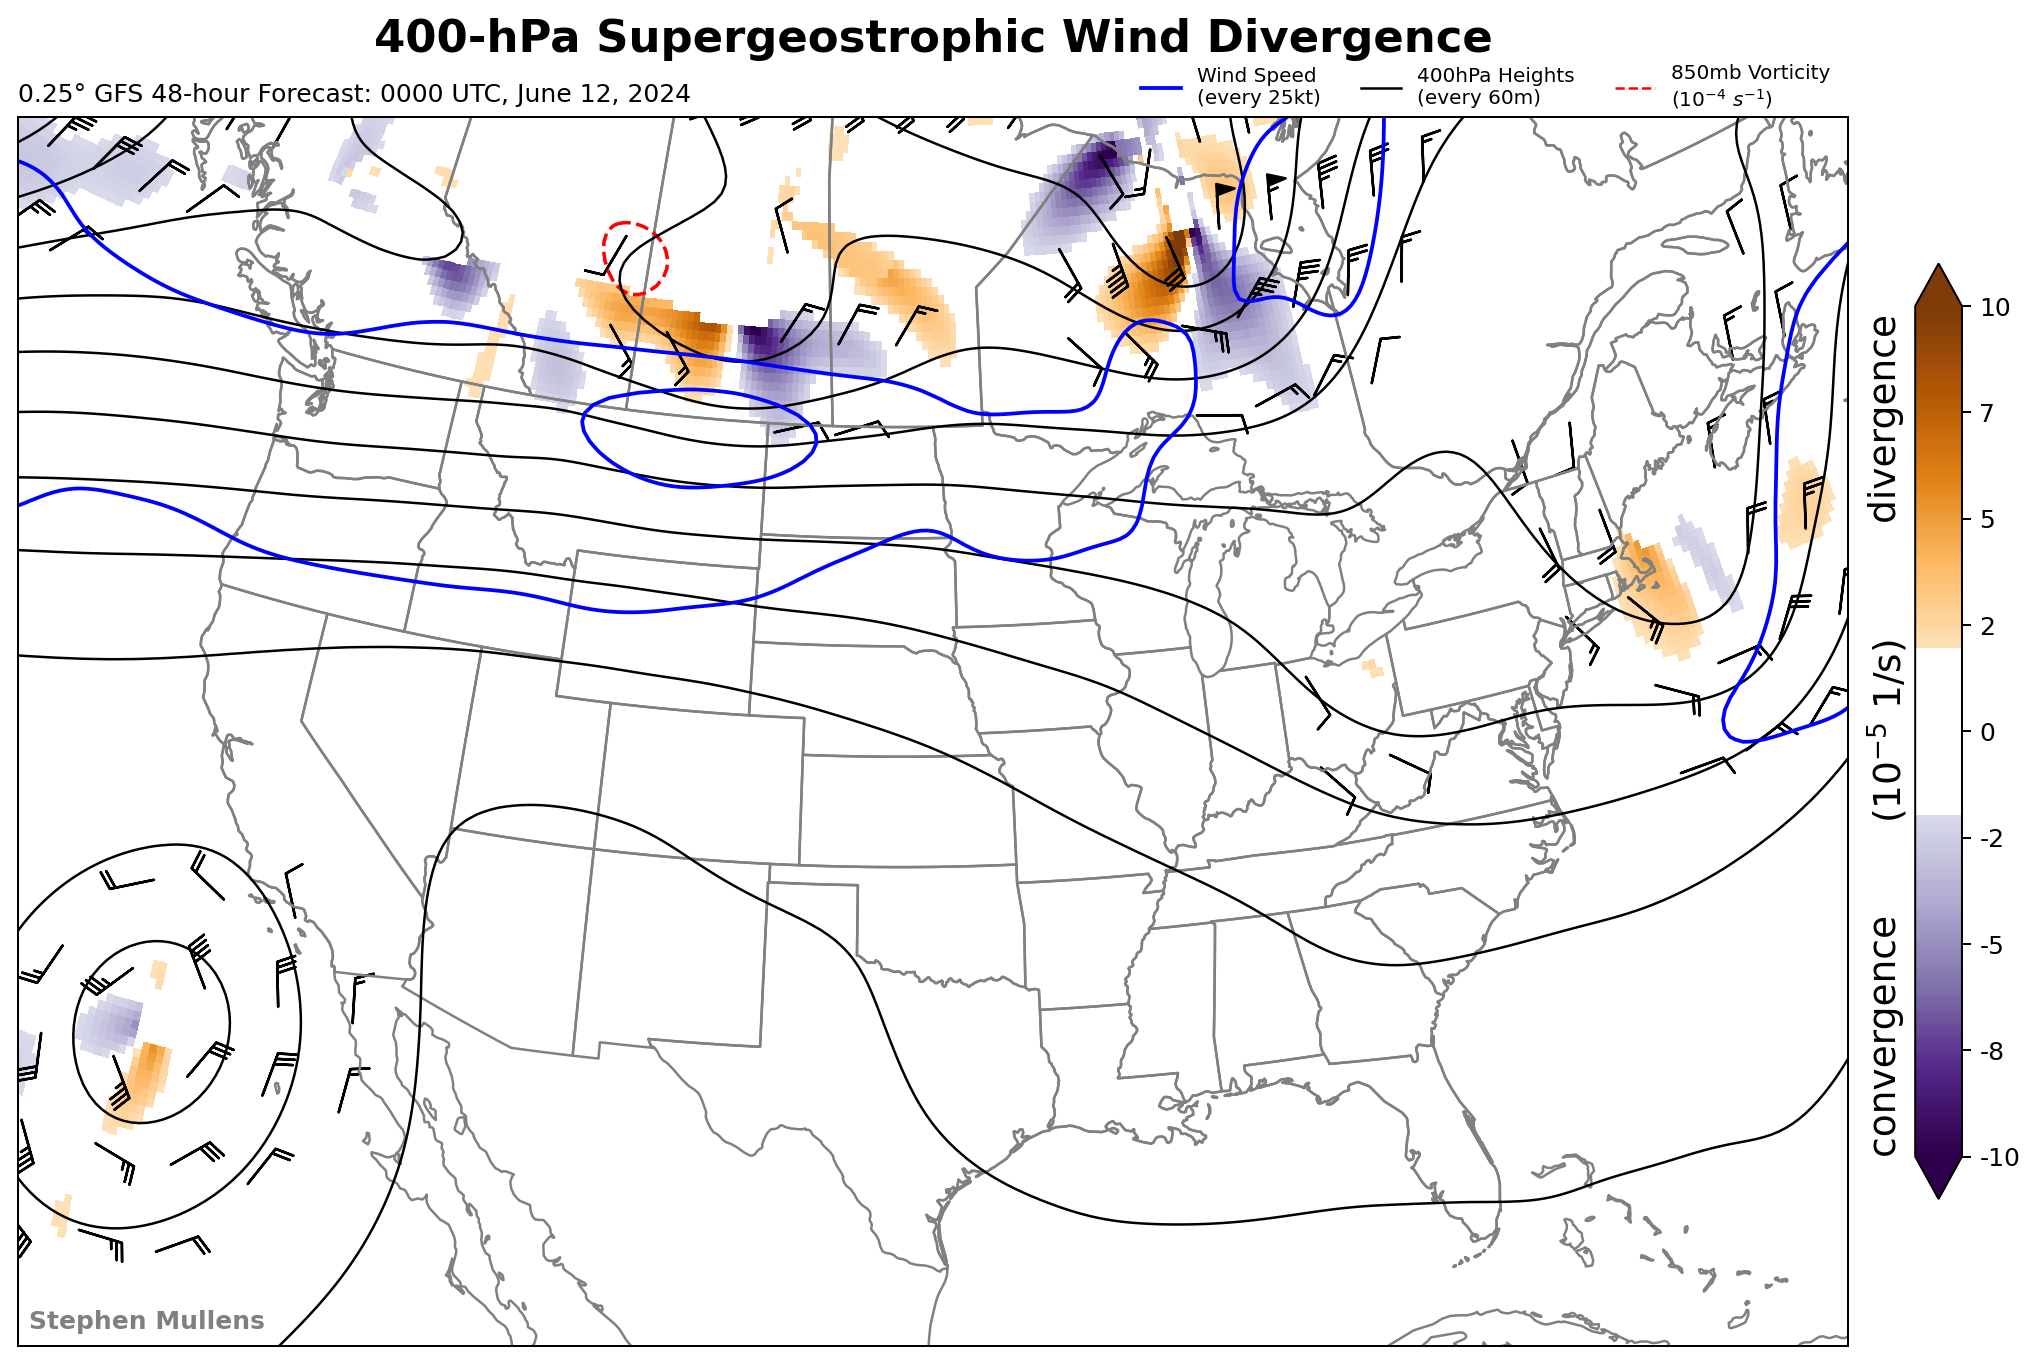 400-hPa Supergeostrophic Wind Divergence
0.25° GFS 48-hour Forecast: 0000 UTC, June 12, 2024
Wind Speed
(every 25kt)
400hPa Heights
(every 60m)
850mb Vorticity
(10⁻⁴ s⁻¹)
10
7
5
2
0
-2
-5
-8
-10
convergence (10⁻⁵ 1/s) divergence
Stephen Mullens